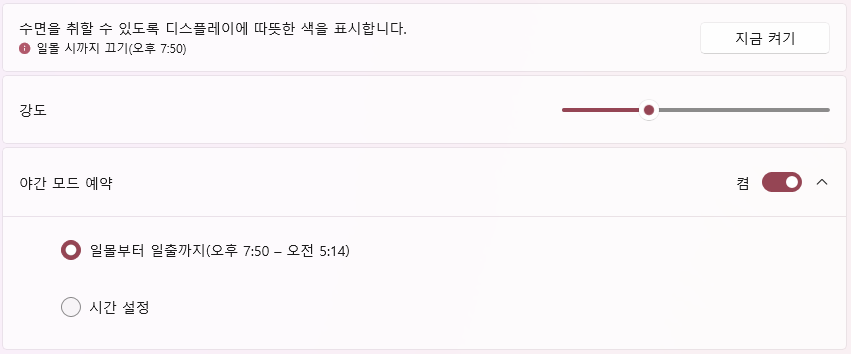 수면을 취할 수 있도록 디스플레이에 따뜻한 색을 표시합니다.
일몰 시까지 끄기(오후 7:50)
지금 켜기
강도
야간 모드 예약
켬
일몰부터 일출까지(오후 7:50 – 오전 5:14)
시간 설정